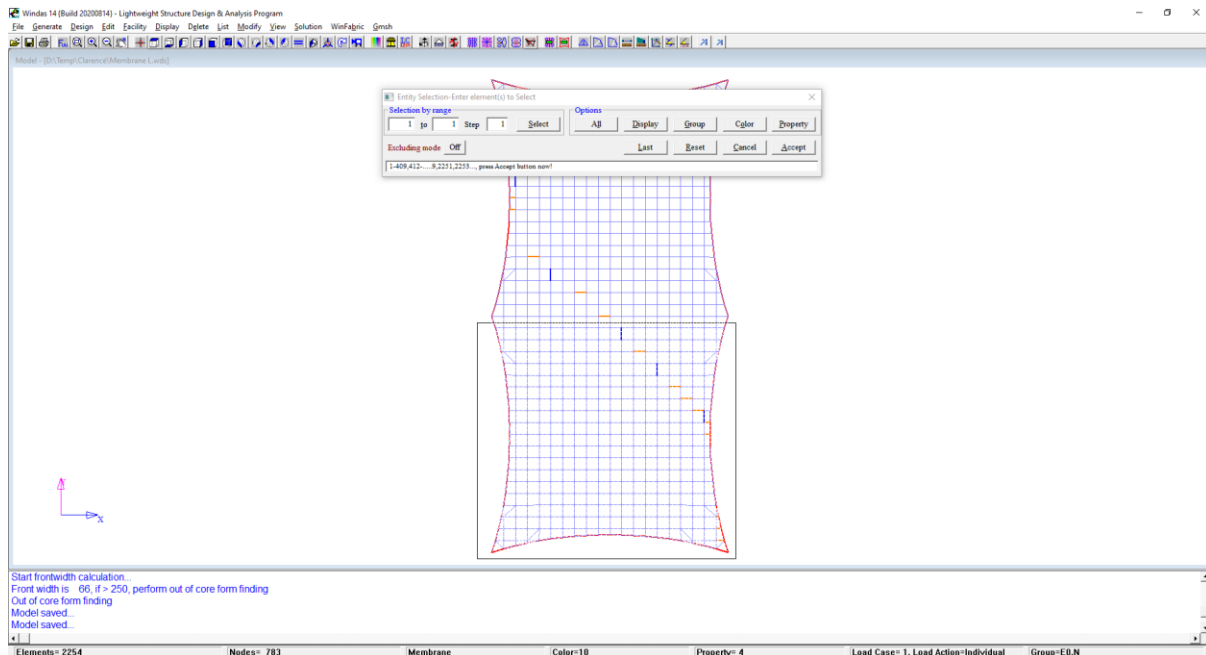 Windas 14 (Build 20200814) - Lightweight Structure Design & Analysis Program
File Generate Design Edit Facility Display Delete List Modify View Solution WinFabric Gmsh
Model - [D:\Temp\Clarence\Membrane L.wds]
Entity Selection-Enter element(s) to Select
Selection by range Options
1 to 1 Step 1 Select All Display Group Color Property
Excluding mode Off Last Reset Cancel Accept
1-409,412-.....9,2251,2253..., press Accept button now!
Y
X
Start frontwidth calculation...
Front width is 66, if > 250, perform out of core form finding
Out of core form finding
Model saved...
Model saved...
Elements= 2254 Nodes= 783 Membrane Color=10 Property= 4 Load Case= 1, Load Action=Individual Group=E0,N